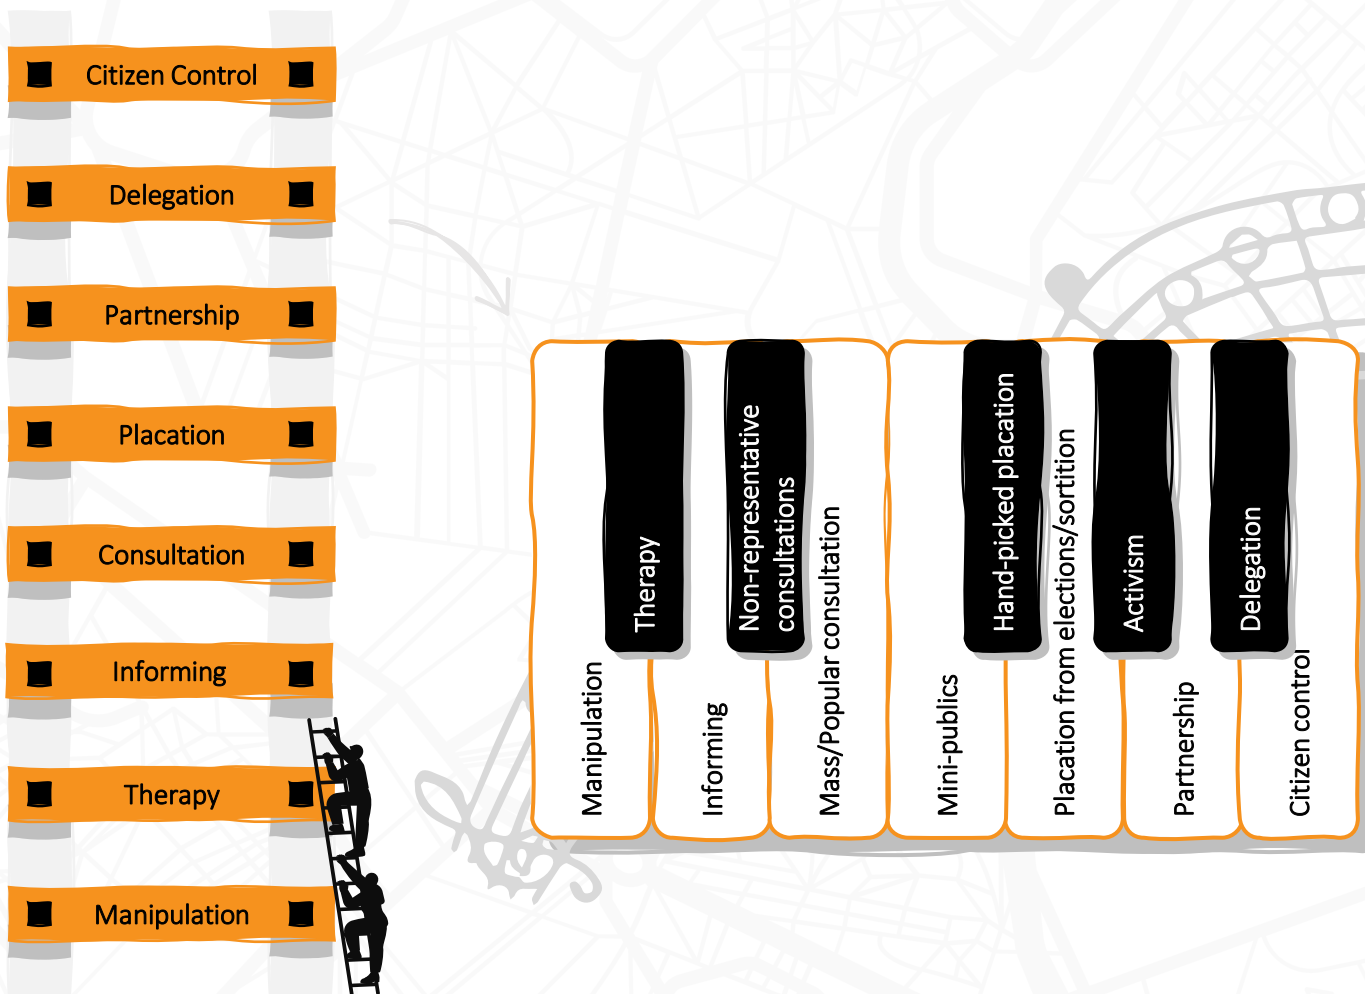 Citizen Control
Delegation
Partnership
Placation
Consultation
Informing
Therapy
Manipulation
Manipulation
Therapy
Informing
Non-representative
consultations
Mass/Popular consultation
Mini-publics
Hand-picked placation
Placation from elections/sortition
Activism
Partnership
Delegation
Citizen control